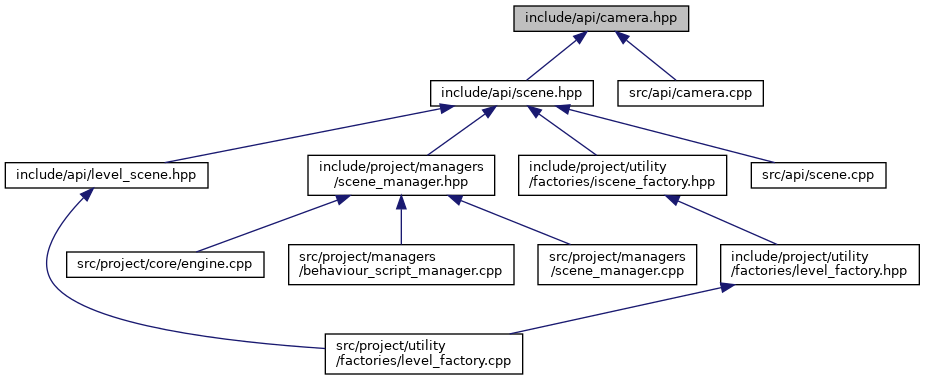 include/api/camera.hpp
include/api/scene.hpp
src/api/camera.cpp
include/api/level_scene.hpp
include/project/managers
/scene_manager.hpp
include/project/utility
/factories/iscene_factory.hpp
src/api/scene.cpp
src/project/core/engine.cpp
src/project/managers
/behaviour_script_manager.cpp
src/project/managers
/scene_manager.cpp
include/project/utility
/factories/level_factory.hpp
src/project/utility
/factories/level_factory.cpp